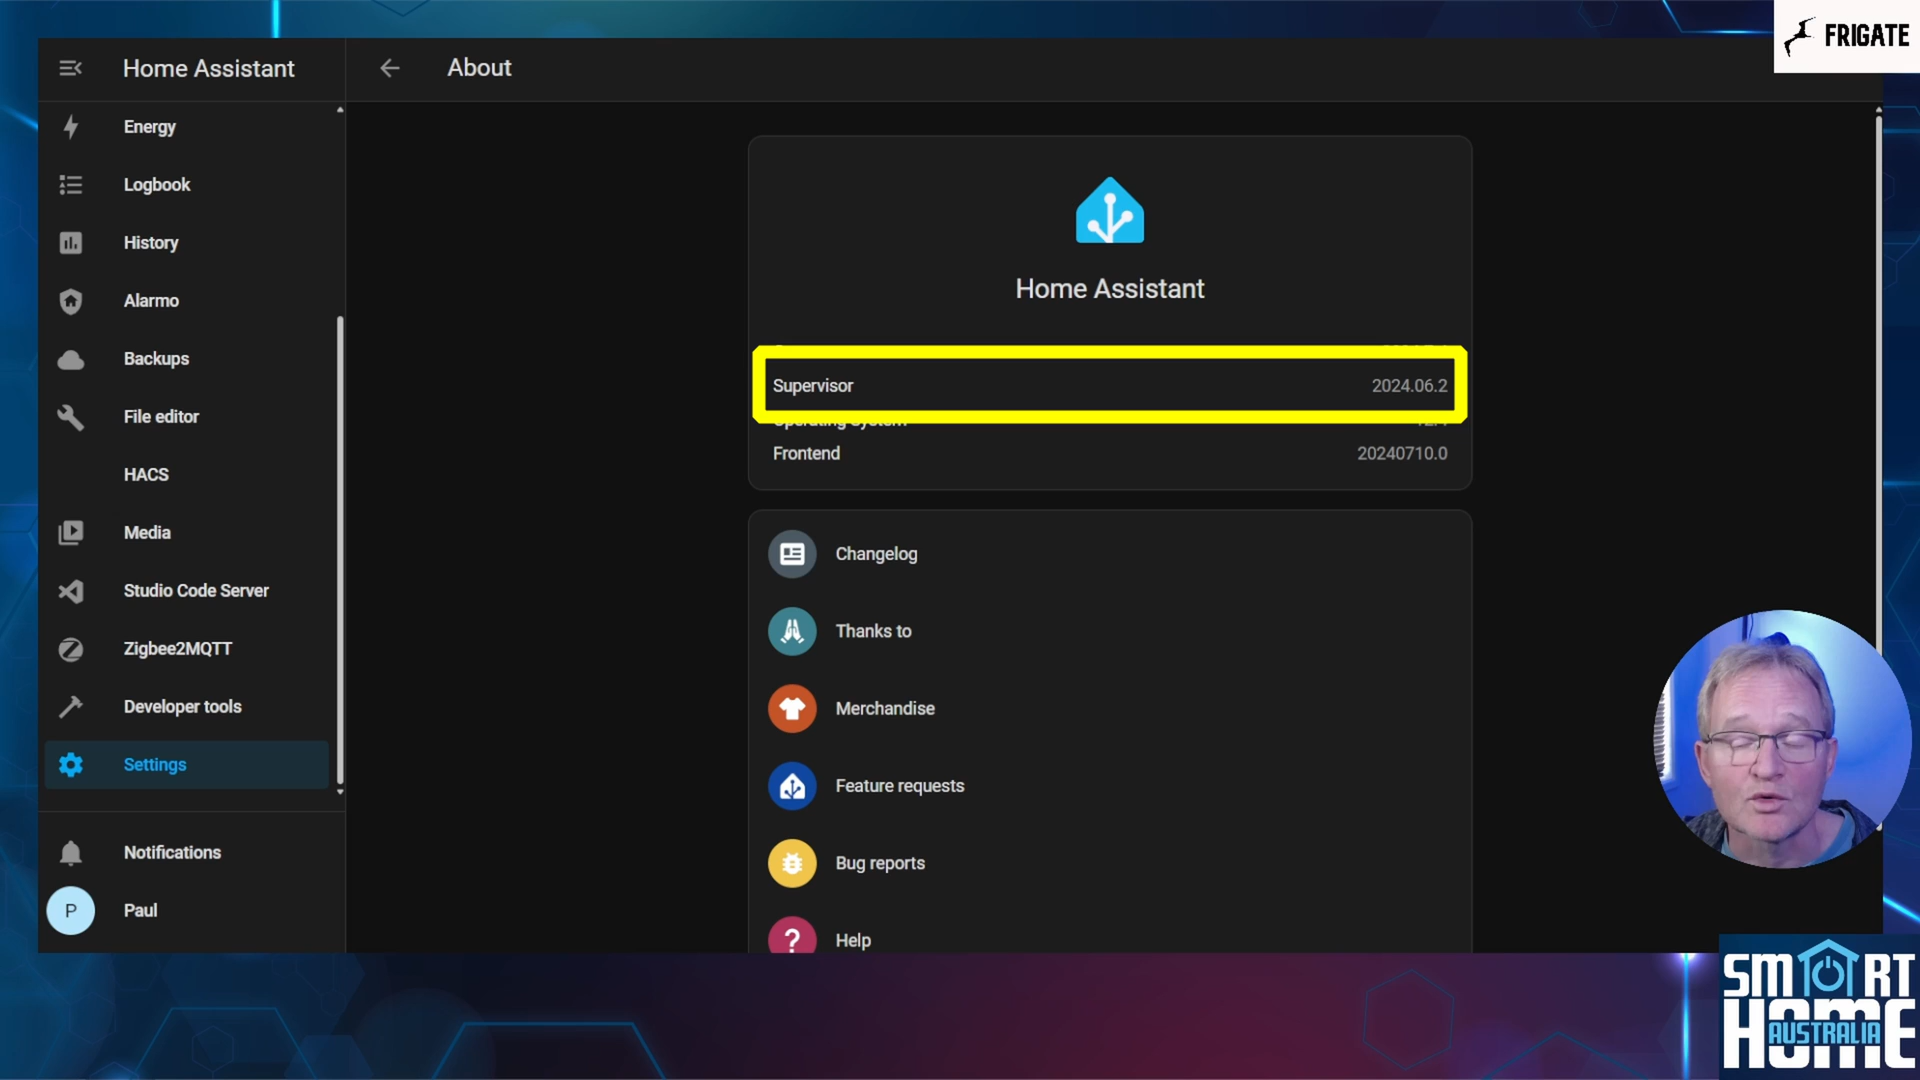 Home Assistant
About
FRIGATE
Energy
Logbook
History
Alarmo
Backups
File editor
HACS
Media
Studio Code Server
Zigbee2MQTT
Developer tools
Settings
Notifications
P
Paul
Home Assistant
Supervisor 2024.06.2
Operating System
Frontend 20240710.0
Changelog
Thanks to
Merchandise
Feature requests
Bug reports
? Help
SMART
HOME
AUSTRALIA